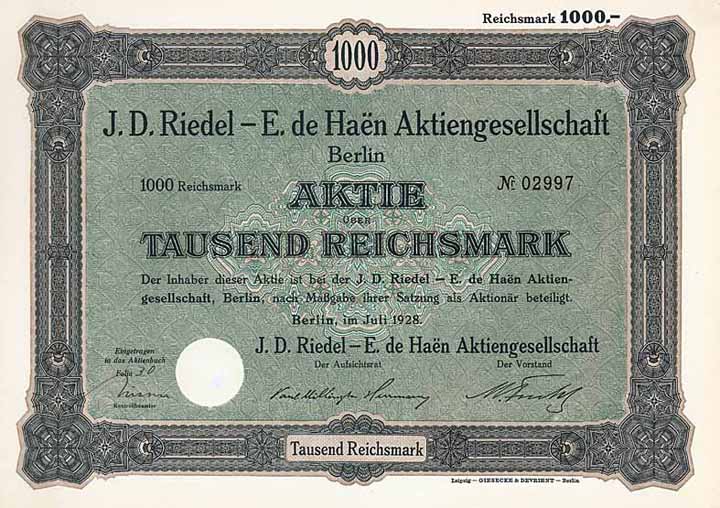 Reichsmark 1000.–
1000
J. D. Riedel – E. de Haën Aktiengesellschaft
Berlin
1000 Reichsmark
№ 02997
AKTIE
ÜBER
TAUSEND REICHSMARK
Der Inhaber dieser Aktie ist bei der J. D. Riedel – E. de Haën Aktien-
gesellschaft, Berlin, nach Maßgabe ihrer Satzung als Aktionär beteiligt.
Berlin, im Juli 1928.
J. D. Riedel – E. de Haën Aktiengesellschaft
Der Aufsichtsrat
Der Vorstand
Eingetragen
in das Aktienbuch
Folio 30
Kontrollbeamter
Tausend Reichsmark
Leipzig – GIESECKE & DEVRIENT – Berlin